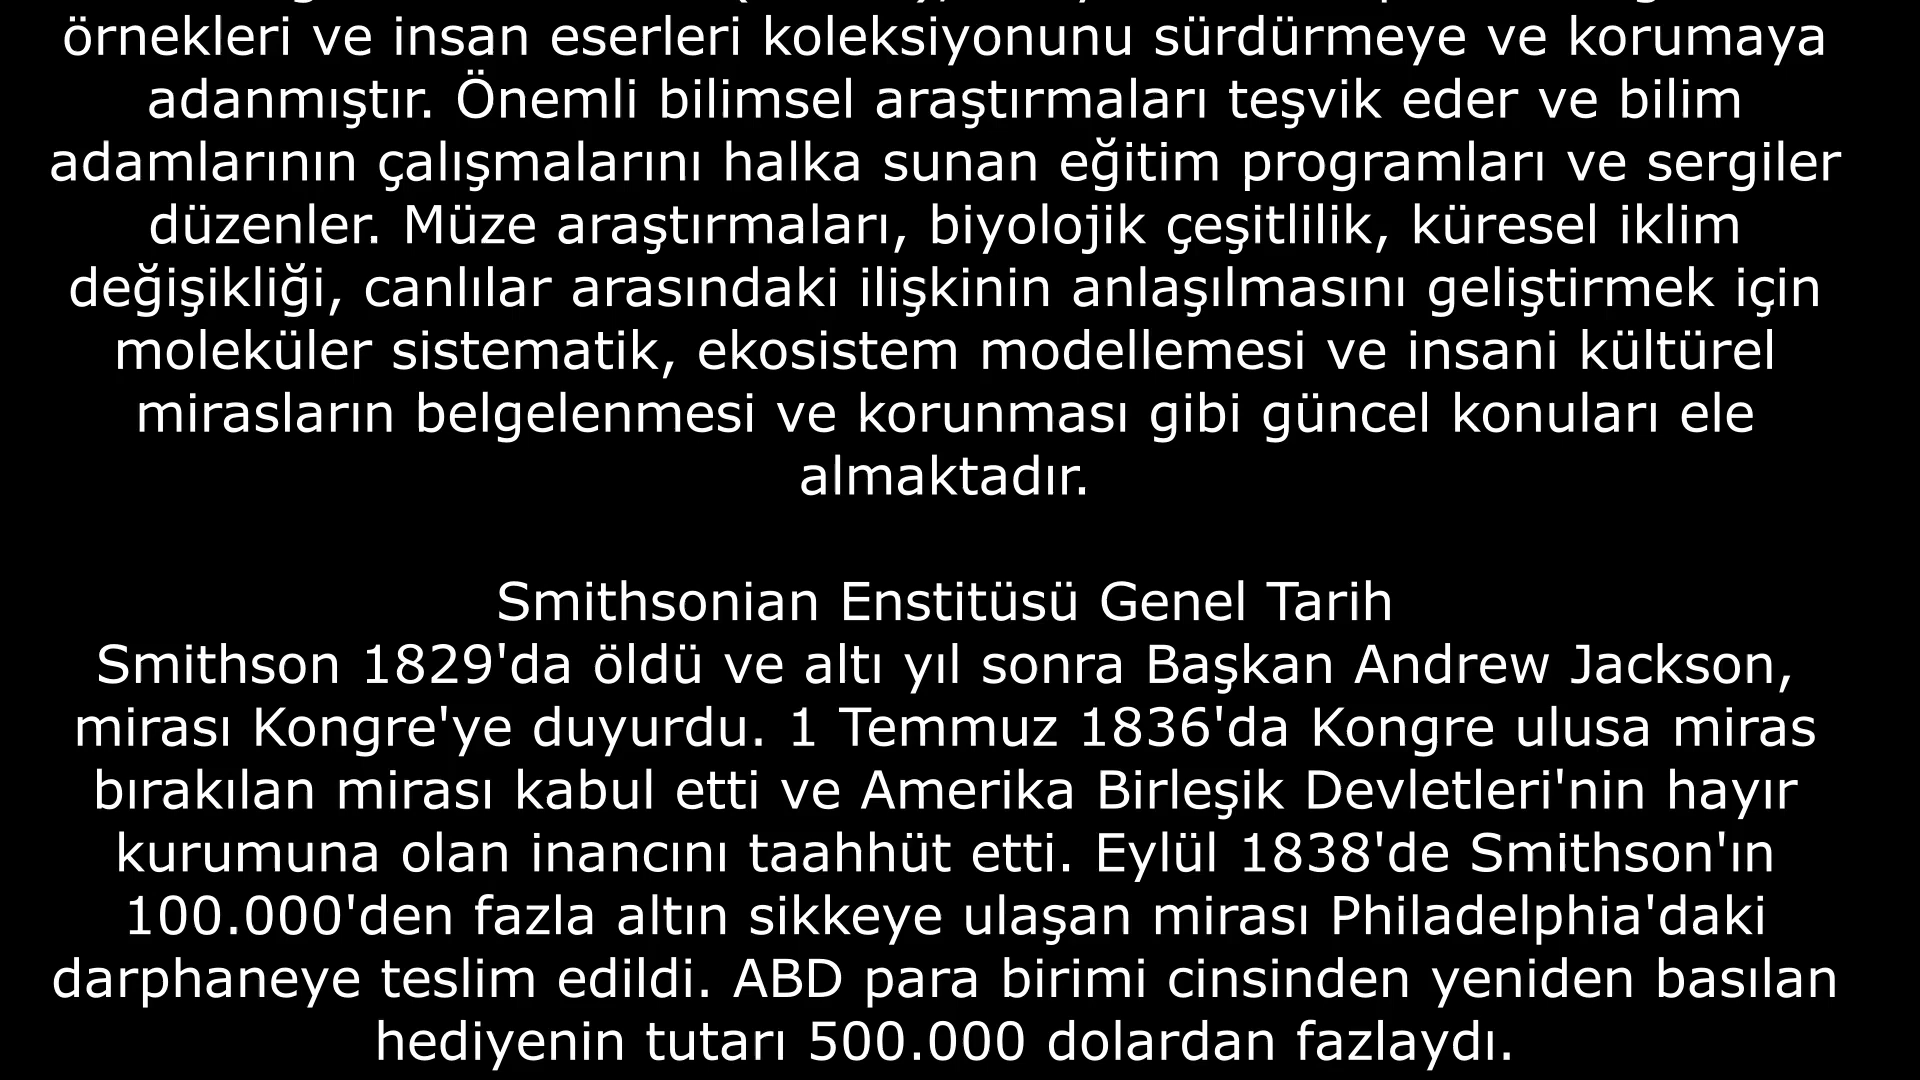 örnekleri ve insan eserleri koleksiyonunu sürdürmeye ve korumaya
adanmıştır. Önemli bilimsel araştırmaları teşvik eder ve bilim
adamlarının çalışmalarını halka sunan eğitim programları ve sergiler
düzenler. Müze araştırmaları, biyolojik çeşitlilik, küresel iklim
değişikliği, canlılar arasındaki ilişkinin anlaşılmasını geliştirmek için
moleküler sistematik, ekosistem modellemesi ve insani kültürel
mirasların belgelenmesi ve korunması gibi güncel konuları ele
almaktadır.
Smithsonian Enstitüsü Genel Tarih
Smithson 1829'da öldü ve altı yıl sonra Başkan Andrew Jackson,
mirası Kongre'ye duyurdu. 1 Temmuz 1836'da Kongre ulusa miras
bırakılan mirası kabul etti ve Amerika Birleşik Devletleri'nin hayır
kurumuna olan inancını taahhüt etti. Eylül 1838'de Smithson'ın
100.000'den fazla altın sikkeye ulaşan mirası Philadelphia'daki
darphaneye teslim edildi. ABD para birimi cinsinden yeniden basılan
hediyenin tutarı 500.000 dolardan fazlaydı.